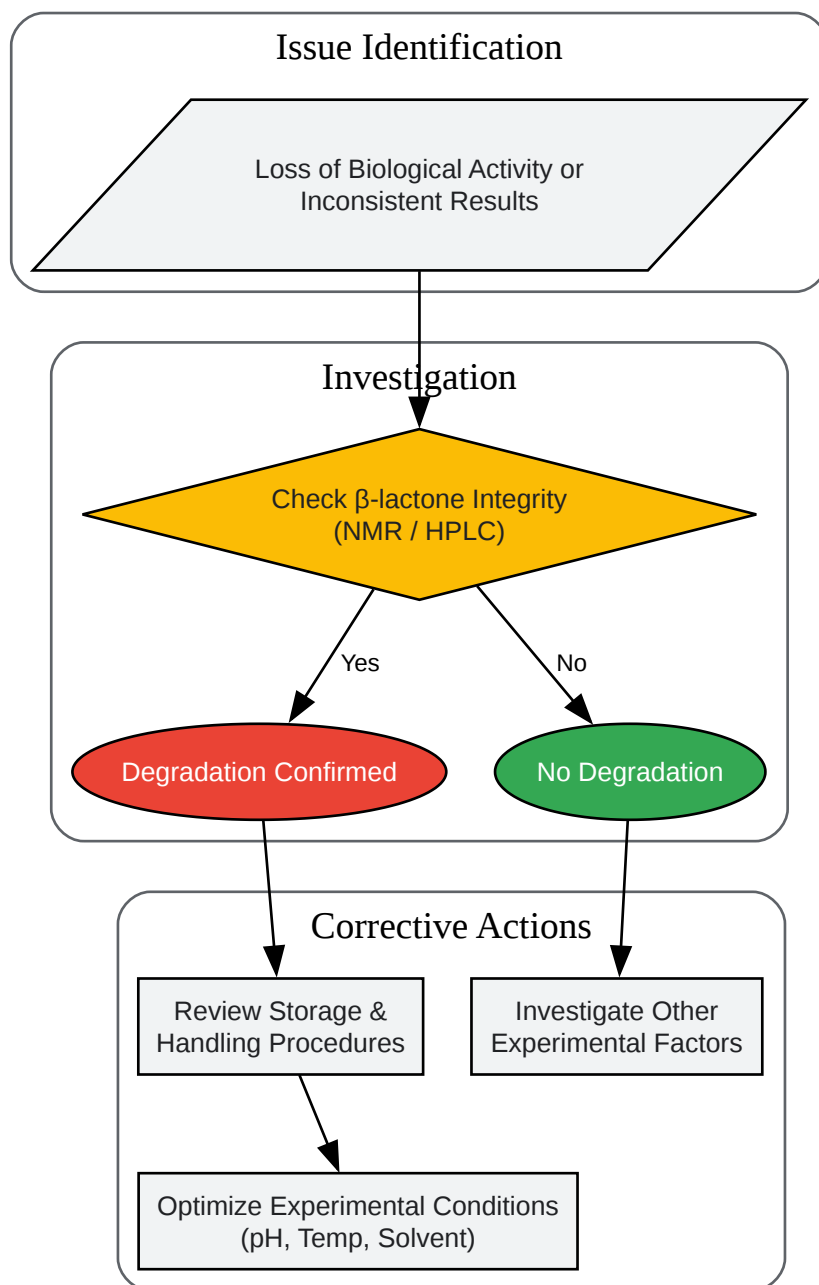 Issue Identification
Loss of Biological Activity or
Inconsistent Results
Investigation
Check β-lactone Integrity
(NMR / HPLC)
Yes
No
Degradation Confirmed
No Degradation
Corrective Actions
Review Storage &
Handling Procedures
Investigate Other
Experimental Factors
Optimize Experimental Conditions
(pH, Temp, Solvent)